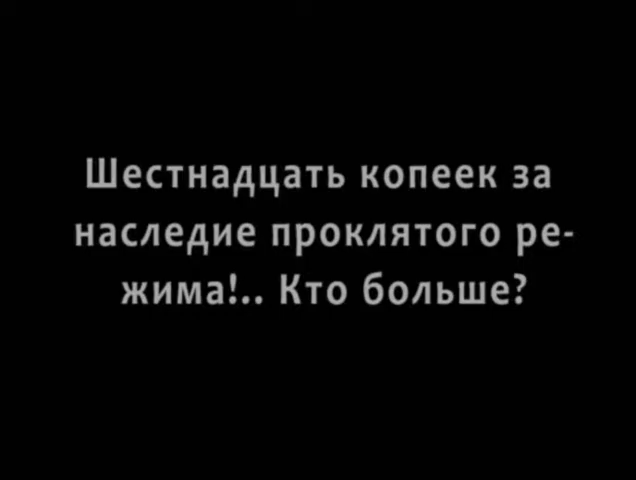 Шестнадцать копеек за
наследие проклятого ре-
жима!.. Кто больше?